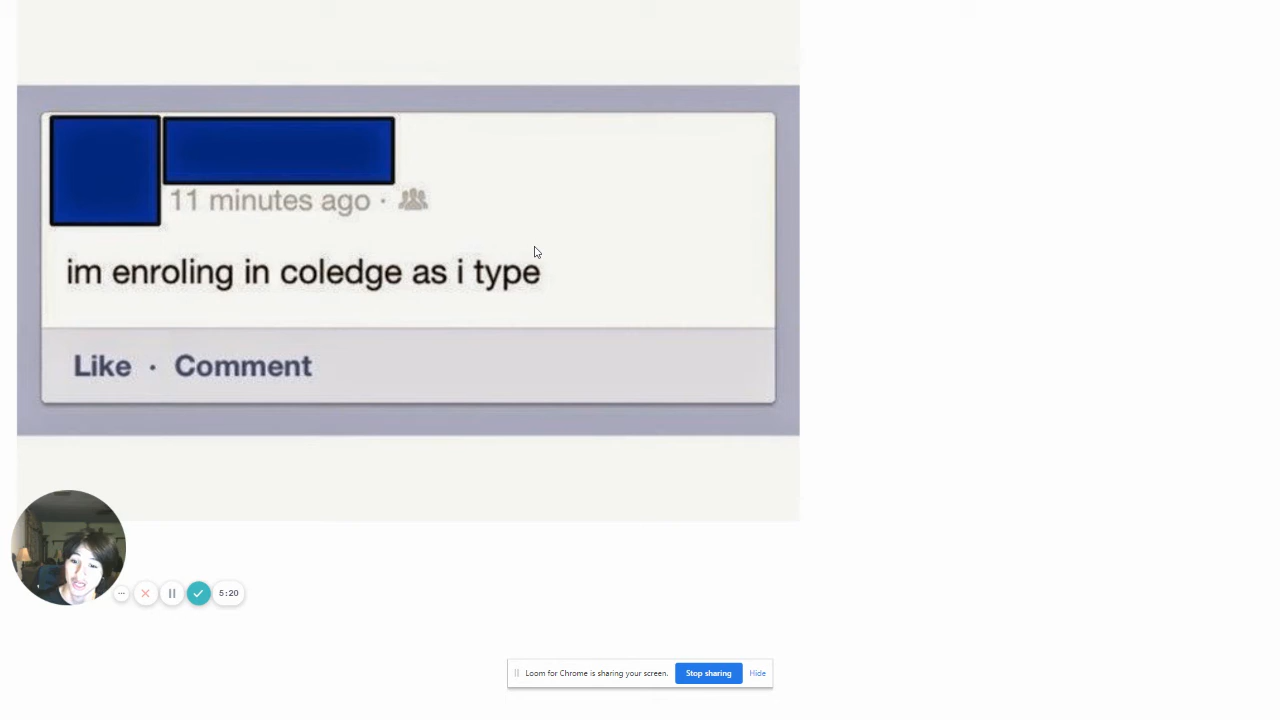 11 minutes ago ·
im enroling in coledge as i type
Like · Comment
5:20
Loom for Chrome is sharing your screen. Stop sharing Hide